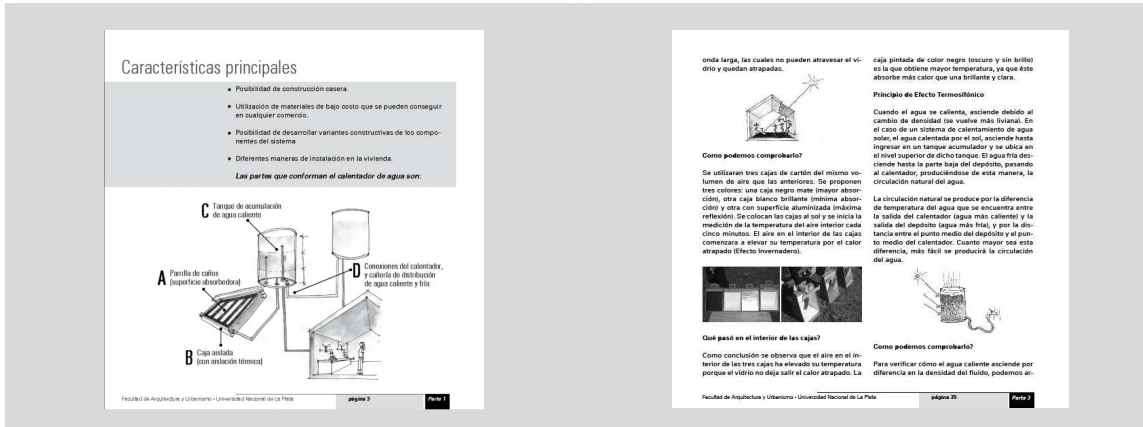 Características principales
Posibilidad de construcción casera.
Utilización de materiales de bajo costo que se pueden conseguir
en cualquier comercio.
Posibilidad de desarrollar variantes constructivas de los compo-
nentes del sistema
Diferentes maneras de instalación en la vivienda.
Las partes que conforman el calentador de agua son:
C Tanque de acumulación
de agua caliente
A Parrilla de caños
(superficie absorbedora)
D Conexiones del calentador,
y cañería de distribución
de agua caliente y fría
B Caja aislada
(con aislación térmica)
Facultad de Arquitectura y Urbanismo - Universidad Nacional de La Plata
página 3
Parte 1
onda larga, las cuales no pueden atravesar el vi-
drio y quedan atrapadas.
Como podemos comprobarlo?
Se utilizaran tres cajas de cartón del mismo vo-
lumen de aire que las anteriores. Se proponen
tres colores: una caja negro mate (mayor absor-
ción), otra caja blanco brillante (mínima absor-
ción) y otra con superficie aluminizada (máxima
reflexión). Se colocan las cajas al sol y se inicia la
medición de la temperatura del aire interior cada
cinco minutos. El aire en el interior de las cajas
comenzara a elevar su temperatura por el calor
atrapado (Efecto Invernadero).
Qué pasó en el interior de las cajas?
Como conclusión se observa que el aire en el in-
terior de las tres cajas ha elevado su temperatura
porque el vidrio no deja salir el calor atrapado. La
caja pintada de color negro (oscuro y sin brillo)
es la que obtiene mayor temperatura, ya que éste
absorbe más calor que una brillante y clara.
Principio de Efecto Termosifónico
Cuando el agua se calienta, asciende debido al
cambio de densidad (se vuelve más liviana). En
el caso de un sistema de calentamiento de agua
solar, el agua calentada por el sol, asciende hasta
ingresar en un tanque acumulador y se ubica en
el nivel superior de dicho tanque. El agua fría des-
ciende hasta la parte baja del depósito, pasando
al calentador, produciéndose de esta manera, la
circulación natural del agua.
La circulación natural se produce por la diferencia
de temperatura del agua que se encuentra entre
la salida del calentador (agua más caliente) y la
salida del depósito (agua más fría), y por la dis-
tancia entre el punto medio del depósito y el pun-
to medio del calentador. Cuanto mayor sea esta
diferencia, más fácil se producirá la circulación
del agua.
Como podemos comprobarlo?
Para verificar cómo el agua caliente asciende por
diferencia en la densidad del fluido, podemos ar-
Facultad de Arquitectura y Urbanismo - Universidad Nacional de La Plata
página 25
Parte 3